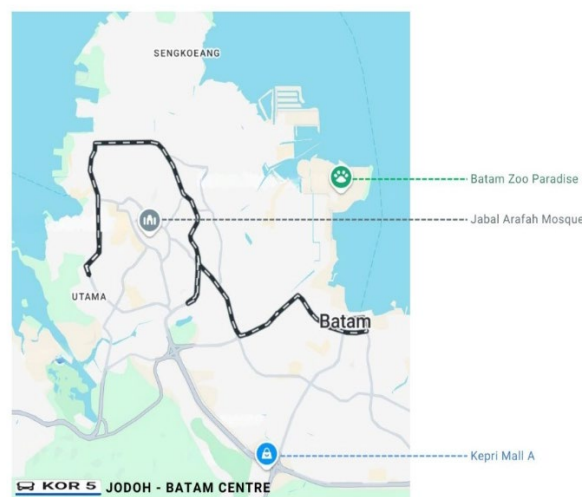 SENGKOEANG
Batam Zoo Paradise
Jabal Arafah Mosque
UTAMA
Batam
Kepri Mall A
KOR 5 JODOH - BATAM CENTRE